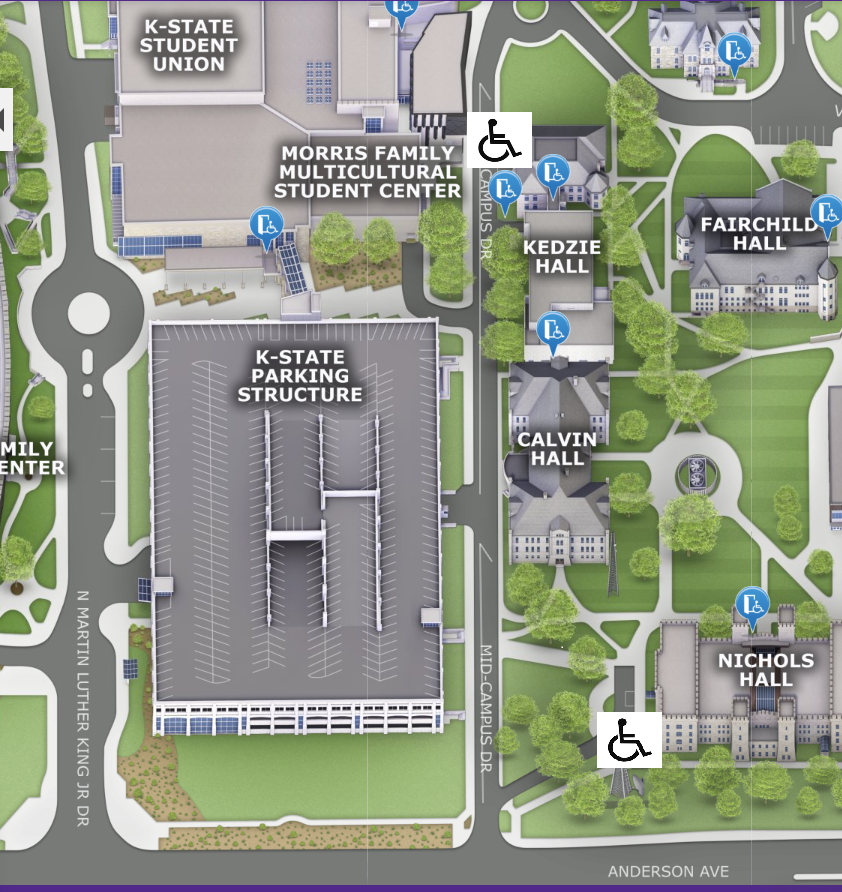 K-STATE
STUDENT
UNION
MORRIS FAMILY
MULTICULTURAL
STUDENT CENTER
CAMPUS DR
KEDZIE
HALL
FAIRCHILD
HALL
K-STATE
PARKING
STRUCTURE
CALVIN
HALL
MILY
ENTER
N MARTIN LUTHER KING JR DR
MID-CAMPUS DR
NICHOLS
HALL
ANDERSON AVE